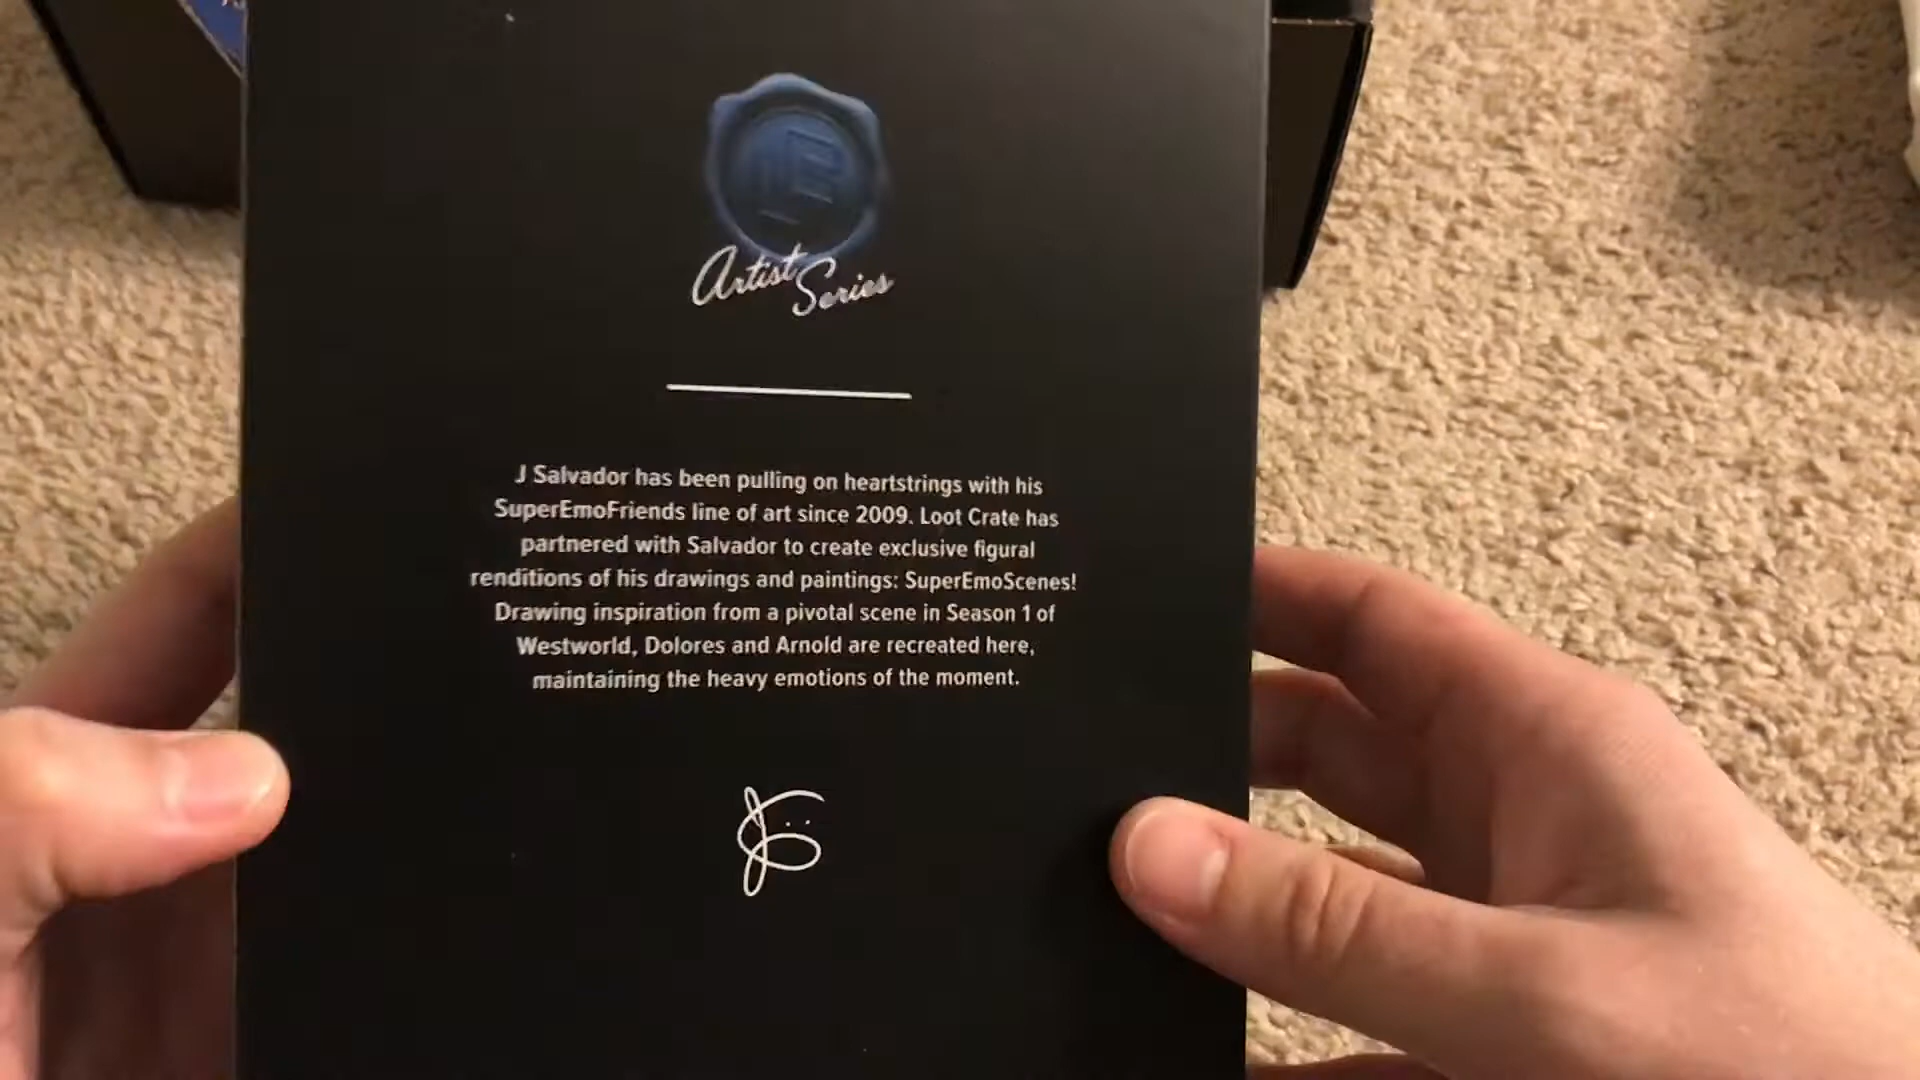 Artist
Series
J Salvador has been pulling on heartstrings with his
SuperEmoFriends line of art since 2009. Loot Crate has
partnered with Salvador to create exclusive figural
renditions of his drawings and paintings: SuperEmoScenes!
Drawing inspiration from a pivotal scene in Season 1 of
Westworld, Dolores and Arnold are recreated here,
maintaining the heavy emotions of the moment.